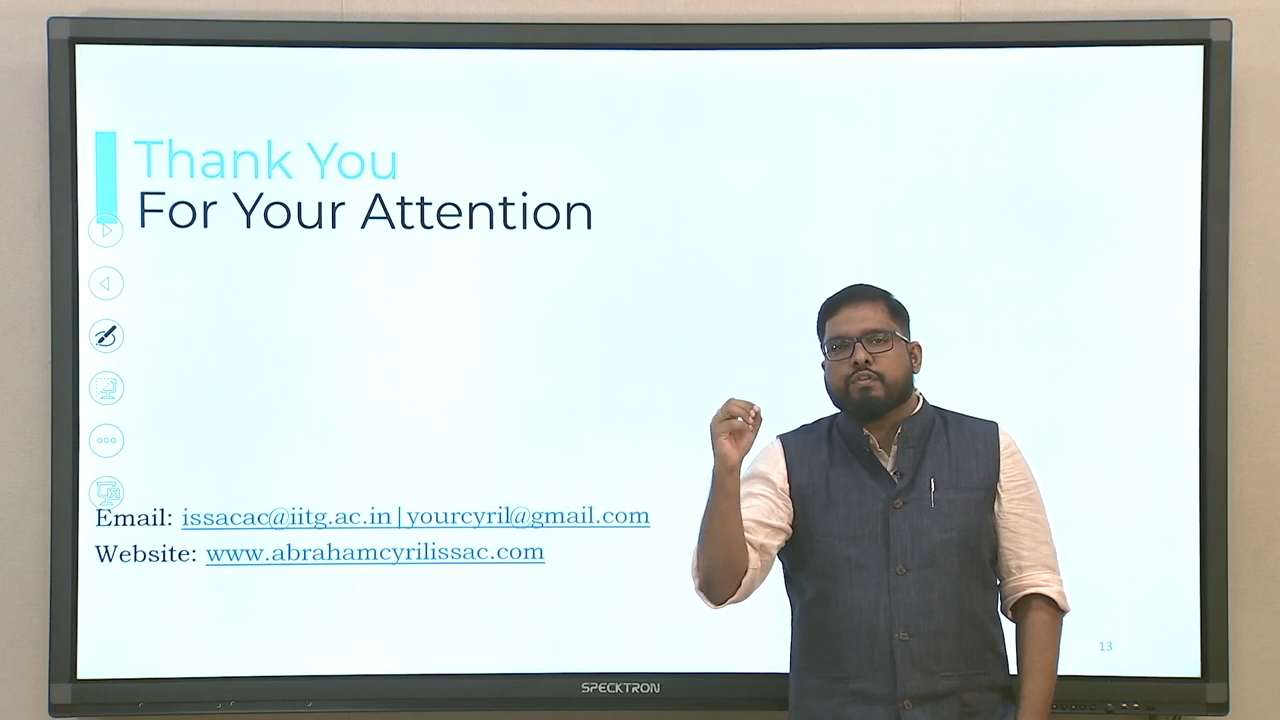 Thank You
For Your Attention
Email: issacac@iitg.ac.in|yourcyril@gmail.com
Website: www.abrahamcyrilissac.com
13
SPECKTRON